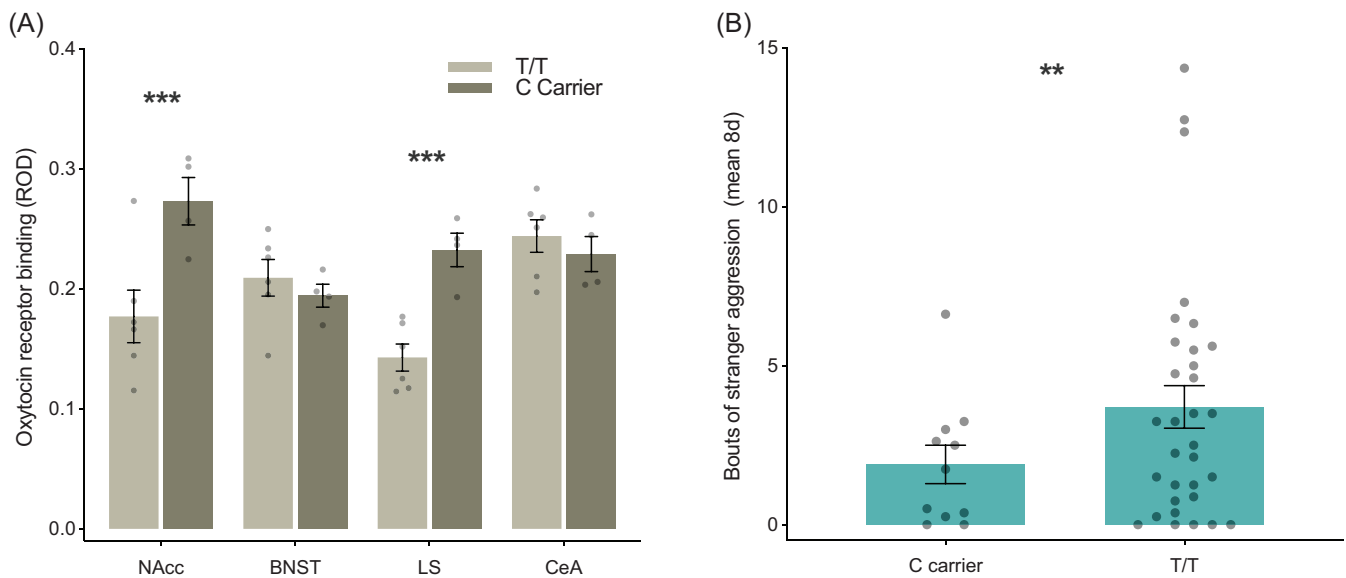 (A)
Oxytocin receptor binding (ROD)
0.4
0.3
0.2
0.1
0.0
T/T
C Carrier
***
***
NAcc BNST LS CeA
(B)
Bouts of stranger aggression (mean 8d)
15
10
5
0
**
C carrier T/T